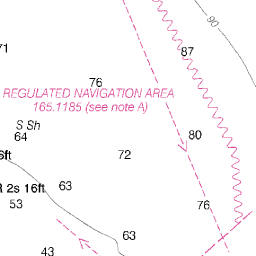 90
71
87
76
REGULATED NAVIGATION AREA
165.1185 (see note A)
S Sh
64
80
6ft
72
R 2s 16ft
63
53
76
63
43